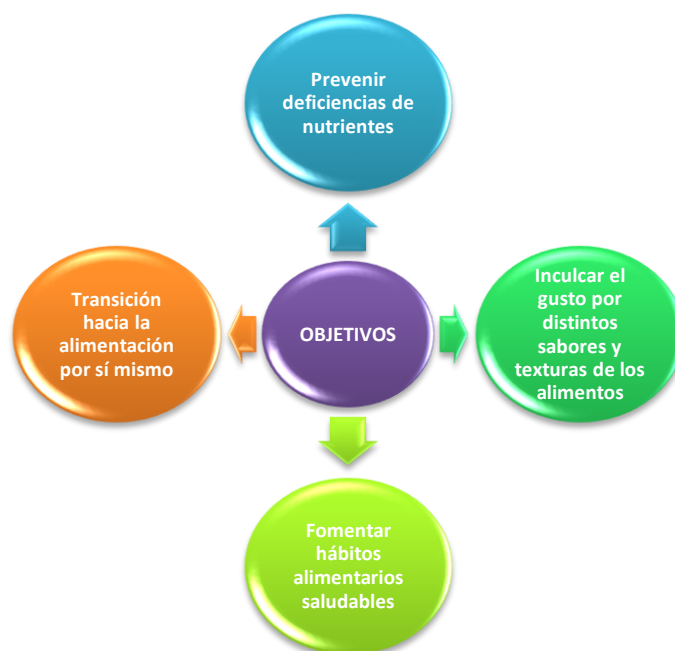 Prevenir
deficiencias de
nutrientes
Transición
hacia la
alimentación
por sí mismo
OBJETIVOS
Inculcar el
gusto por
distintos
sabores y
texturas de los
alimentos
Fomentar
hábitos
alimentarios
saludables